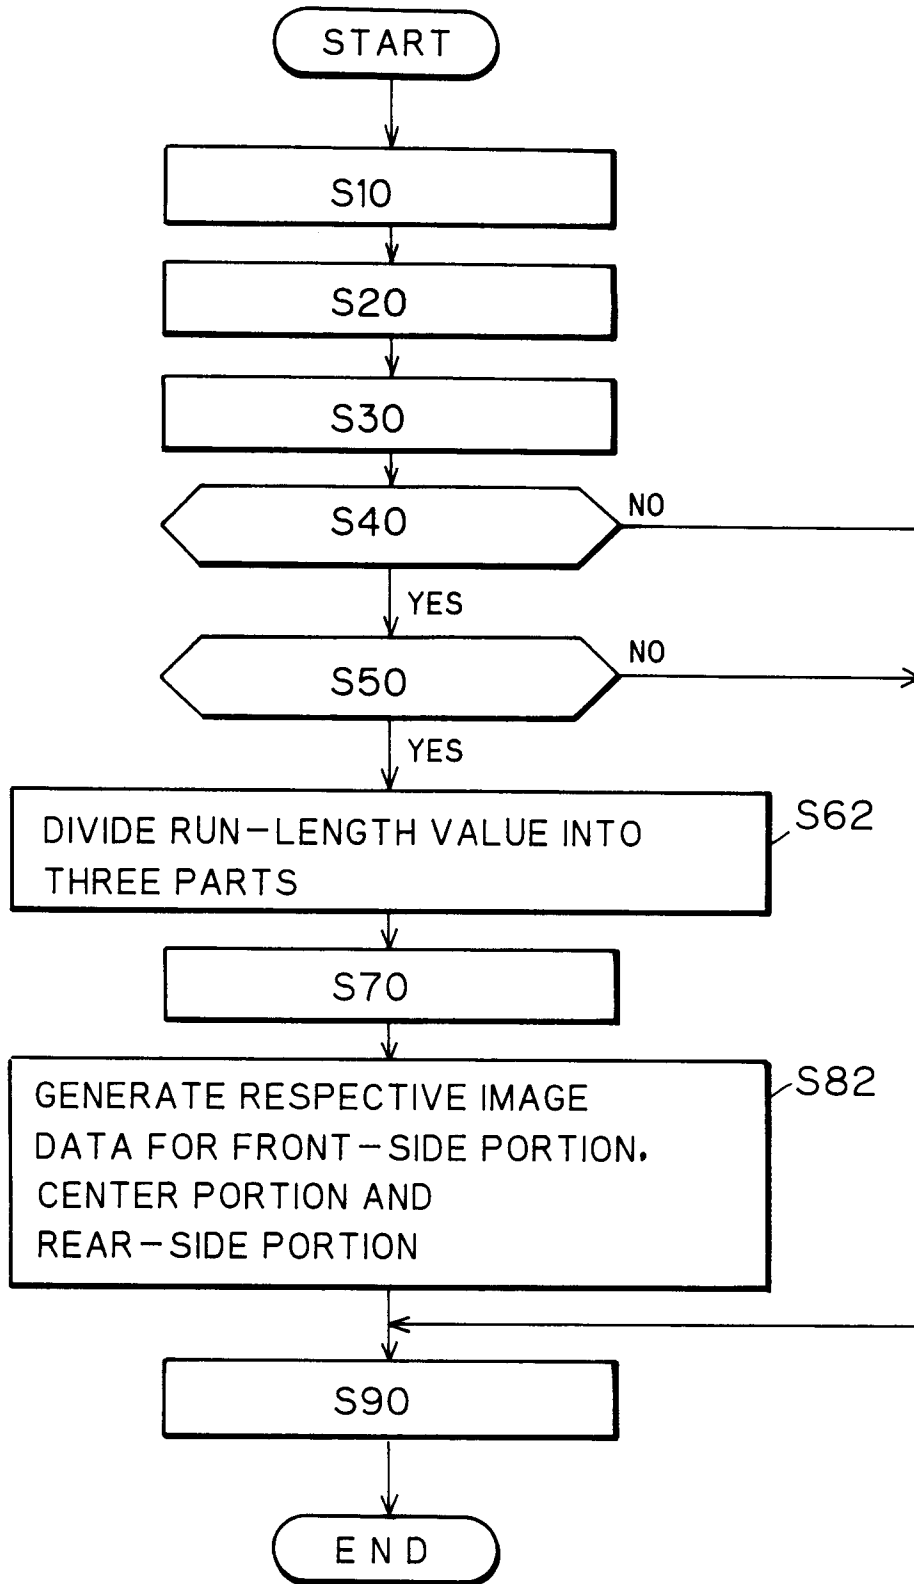 START
S10
S20
S30
S40
NO
YES
S50
NO
YES
DIVIDE RUN-LENGTH VALUE INTO
THREE PARTS
S62
S70
GENERATE RESPECTIVE IMAGE
DATA FOR FRONT-SIDE PORTION.
CENTER PORTION AND
REAR-SIDE PORTION
S82
S90
END